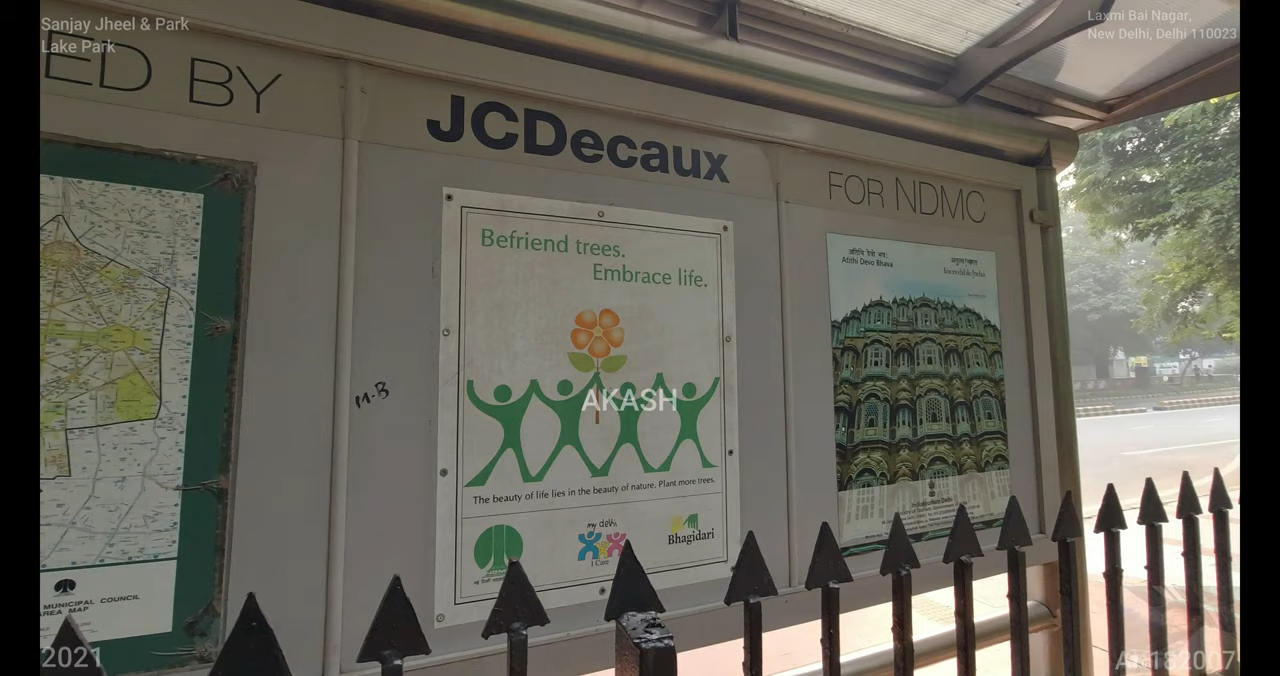 Sanjay Jheel & Park
Lake Park
Laxmi Bai Nagar,
New Delhi, Delhi 110023
ED BY
JCDecaux
FOR NDMC
Befriend trees.
Embrace life.
AKASH
The beauty of life lies in the beauty of nature. Plant more trees.
my delhi
I Care
Bhagidari
M-B
MUNICIPAL COUNCIL
AREA MAP
अतिथि देवो भवः
Atithi Devo Bhava
Incredible India
2021